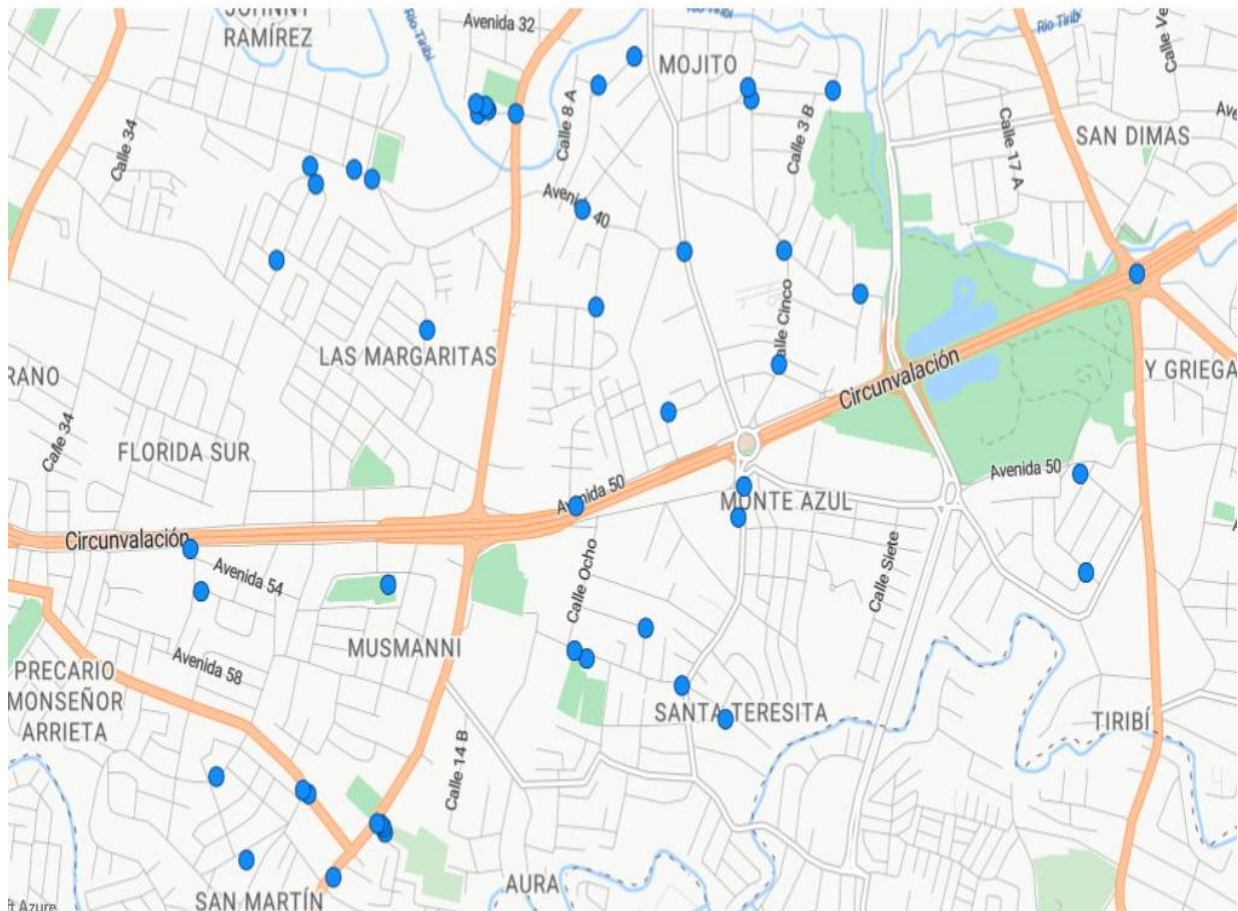 JOHNNY
RAMÍREZ
Río Tiribí
Avenida 32
MOJITO
Río Tiribí
Calle 34
Calle 8 A
Calle 3 B
Calle 17 A
SAN DIMAS
Avenida 40
Calle Cinco
LAS MARGARITAS
Circunvalación
Y GRIEGA
FLORIDA SUR
Calle 34
Avenida 50
Avenida 50
MONTE AZUL
Circunvalación
Avenida 54
Calle Ocho
Calle Siete
MUSMANNI
Avenida 58
PRECARIO
MONSEÑOR
ARRIETA
SANTA TERESITA
TIRIBÍ
Calle 14 B
AURA
SAN MARTÍN
Azure